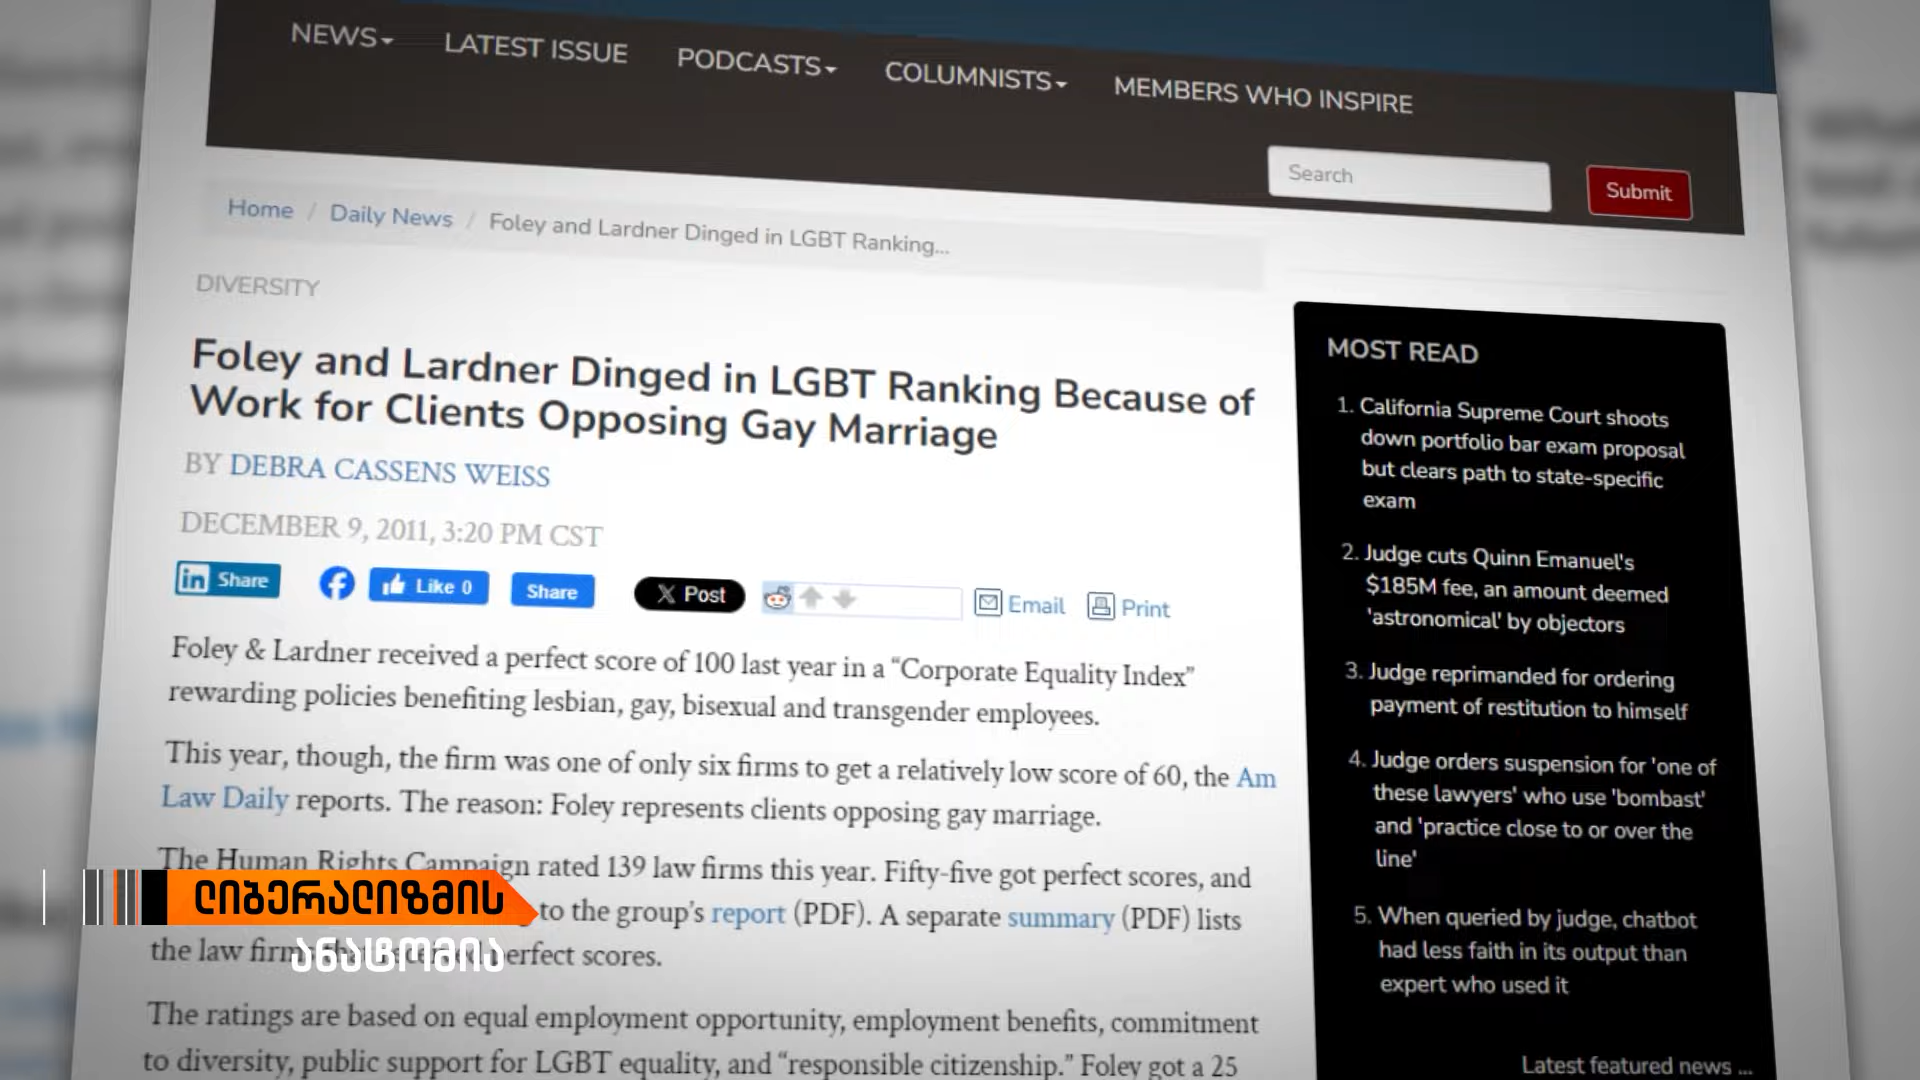 NEWS
LATEST ISSUE
PODCASTS
COLUMNISTS
MEMBERS WHO INSPIRE
Search
Submit
Home / Daily News / Foley and Lardner Dinged in LGBT Ranking...
DIVERSITY
Foley and Lardner Dinged in LGBT Ranking Because of
Work for Clients Opposing Gay Marriage
BY DEBRA CASSENS WEISS
DECEMBER 9, 2011, 3:20 PM CST
in Share
Like 0
Share
X Post
Email
Print
Foley & Lardner received a perfect score of 100 last year in a “Corporate Equality Index”
rewarding policies benefiting lesbian, gay, bisexual and transgender employees.
This year, though, the firm was one of only six firms to get a relatively low score of 60, the Am
Law Daily reports. The reason: Foley represents clients opposing gay marriage.
The Human Rights Campaign rated 139 law firms this year. Fifty-five got perfect scores, and
to the group’s report (PDF). A separate summary (PDF) lists
the law firms that received perfect scores.
The ratings are based on equal employment opportunity, employment benefits, commitment
to diversity, public support for LGBT equality, and “responsible citizenship.” Foley got a 25
MOST READ
1. California Supreme Court shoots
down portfolio bar exam proposal
but clears path to state-specific
exam
2. Judge cuts Quinn Emanuel's
$185M fee, an amount deemed
'astronomical' by objectors
3. Judge reprimanded for ordering
payment of restitution to himself
4. Judge orders suspension for 'one of
these lawyers' who use 'bombast'
and 'practice close to or over the
line'
5. When queried by judge, chatbot
had less faith in its output than
expert who used it
Latest featured news ...
ლიბერალიზმის
ანატომია